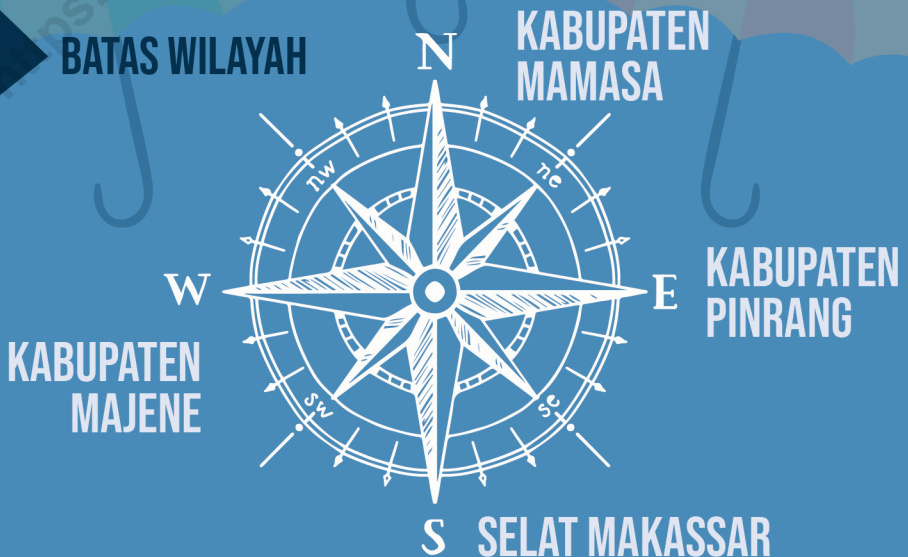 BATAS WILAYAH
N
KABUPATEN
MAMASA
nw
ne
W
E
KABUPATEN
PINRANG
KABUPATEN
MAJENE
sw
se
S
SELAT MAKASSAR